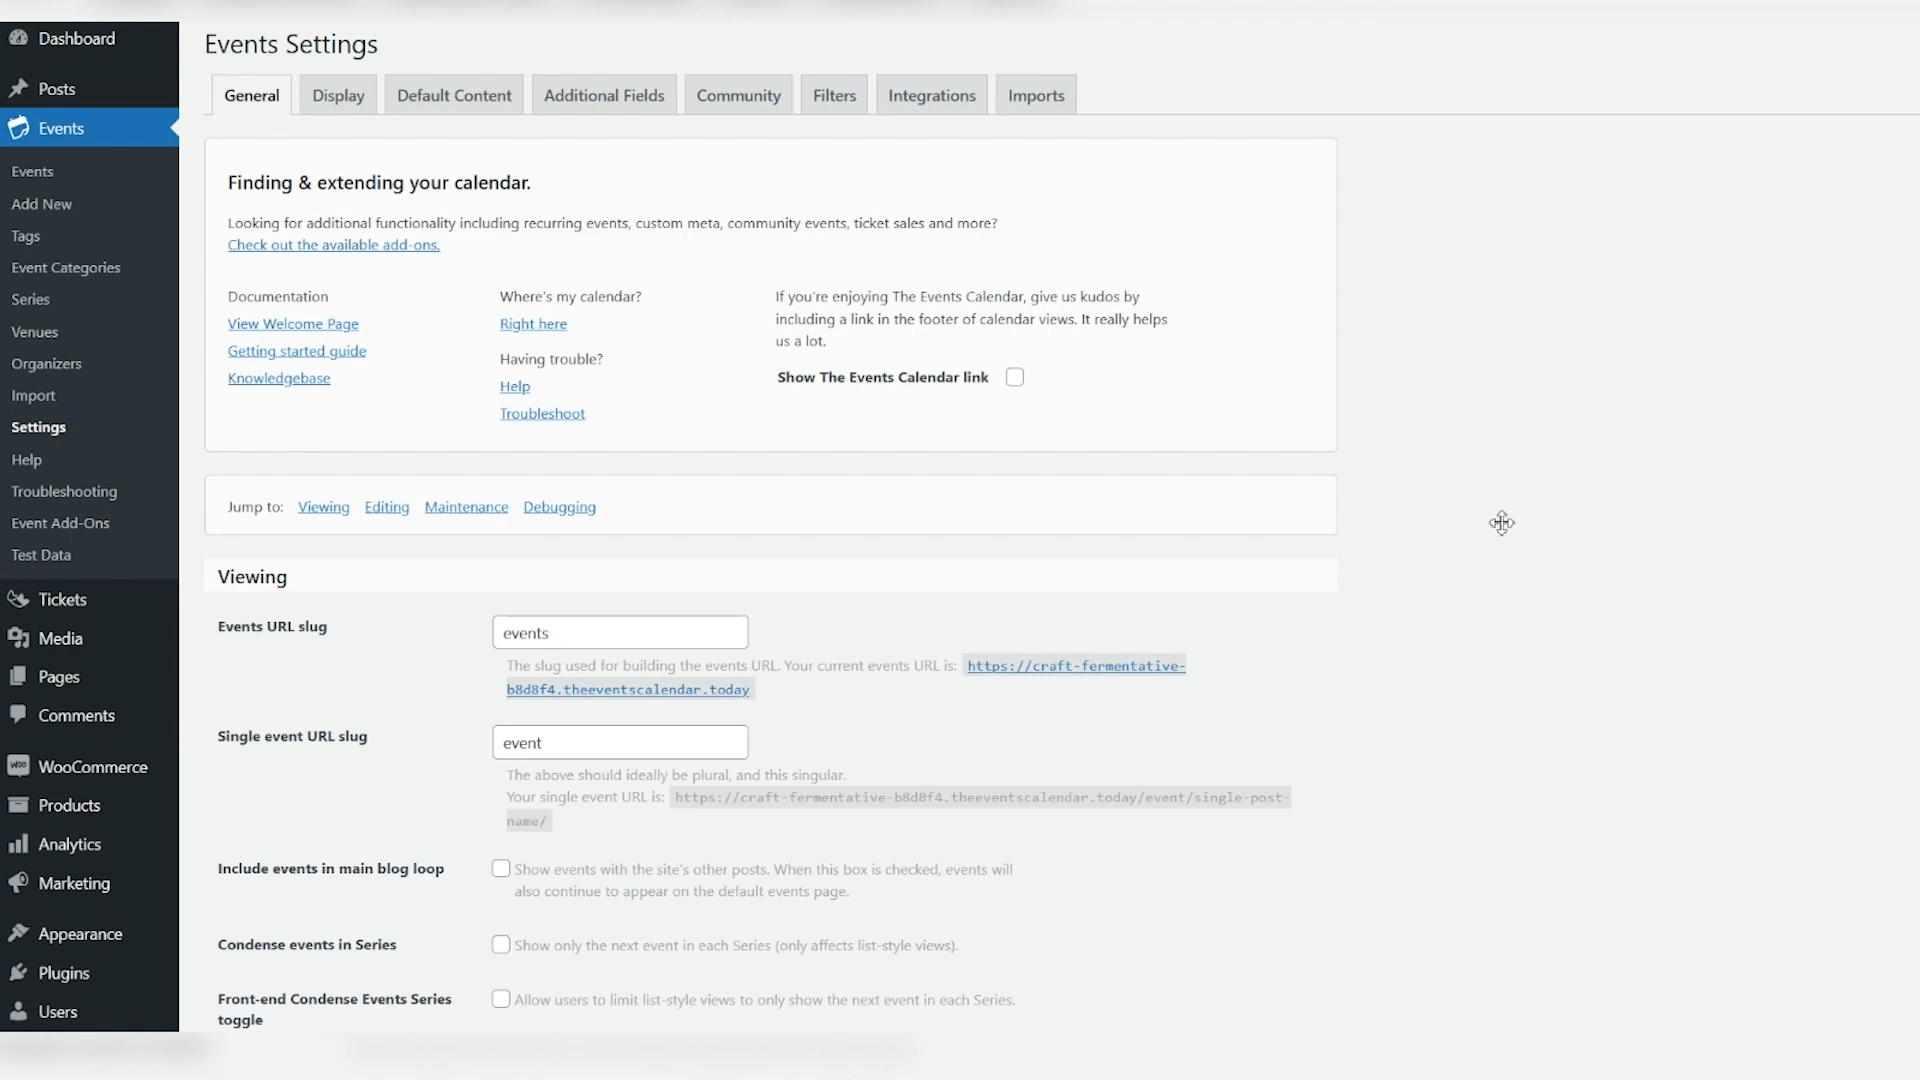 Dashboard
Posts
Events
Events
Add New
Tags
Event Categories
Series
Venues
Organizers
Import
Settings
Help
Troubleshooting
Event Add-Ons
Test Data
Tickets
Media
Pages
Comments
WooCommerce
Products
Analytics
Marketing
Appearance
Plugins
Users
Events Settings
General Display Default Content Additional Fields Community Filters Integrations Imports
Finding & extending your calendar.
Looking for additional functionality including recurring events, custom meta, community events, ticket sales and more?
Check out the available add-ons.
Documentation
View Welcome Page
Getting started guide
Knowledgebase
Where's my calendar?
Right here
Having trouble?
Help
Troubleshoot
If you're enjoying The Events Calendar, give us kudos by
including a link in the footer of calendar views. It really helps
us a lot.
Show The Events Calendar link
Jump to: Viewing Editing Maintenance Debugging
Viewing
Events URL slug
events
The slug used for building the events URL. Your current events URL is: https://craft-fermentative-
b8d8f4.theeventscalendar.today
Single event URL slug
event
The above should ideally be plural, and this singular.
Your single event URL is: https://craft-fermentative-b8d8f4.theeventscalendar.today/event/single-post-
name/
Include events in main blog loop
Show events with the site's other posts. When this box is checked, events will
also continue to appear on the default events page.
Condense events in Series
Show only the next event in each Series (only affects list-style views).
Front-end Condense Events Series
toggle
Allow users to limit list-style views to only show the next event in each Series.